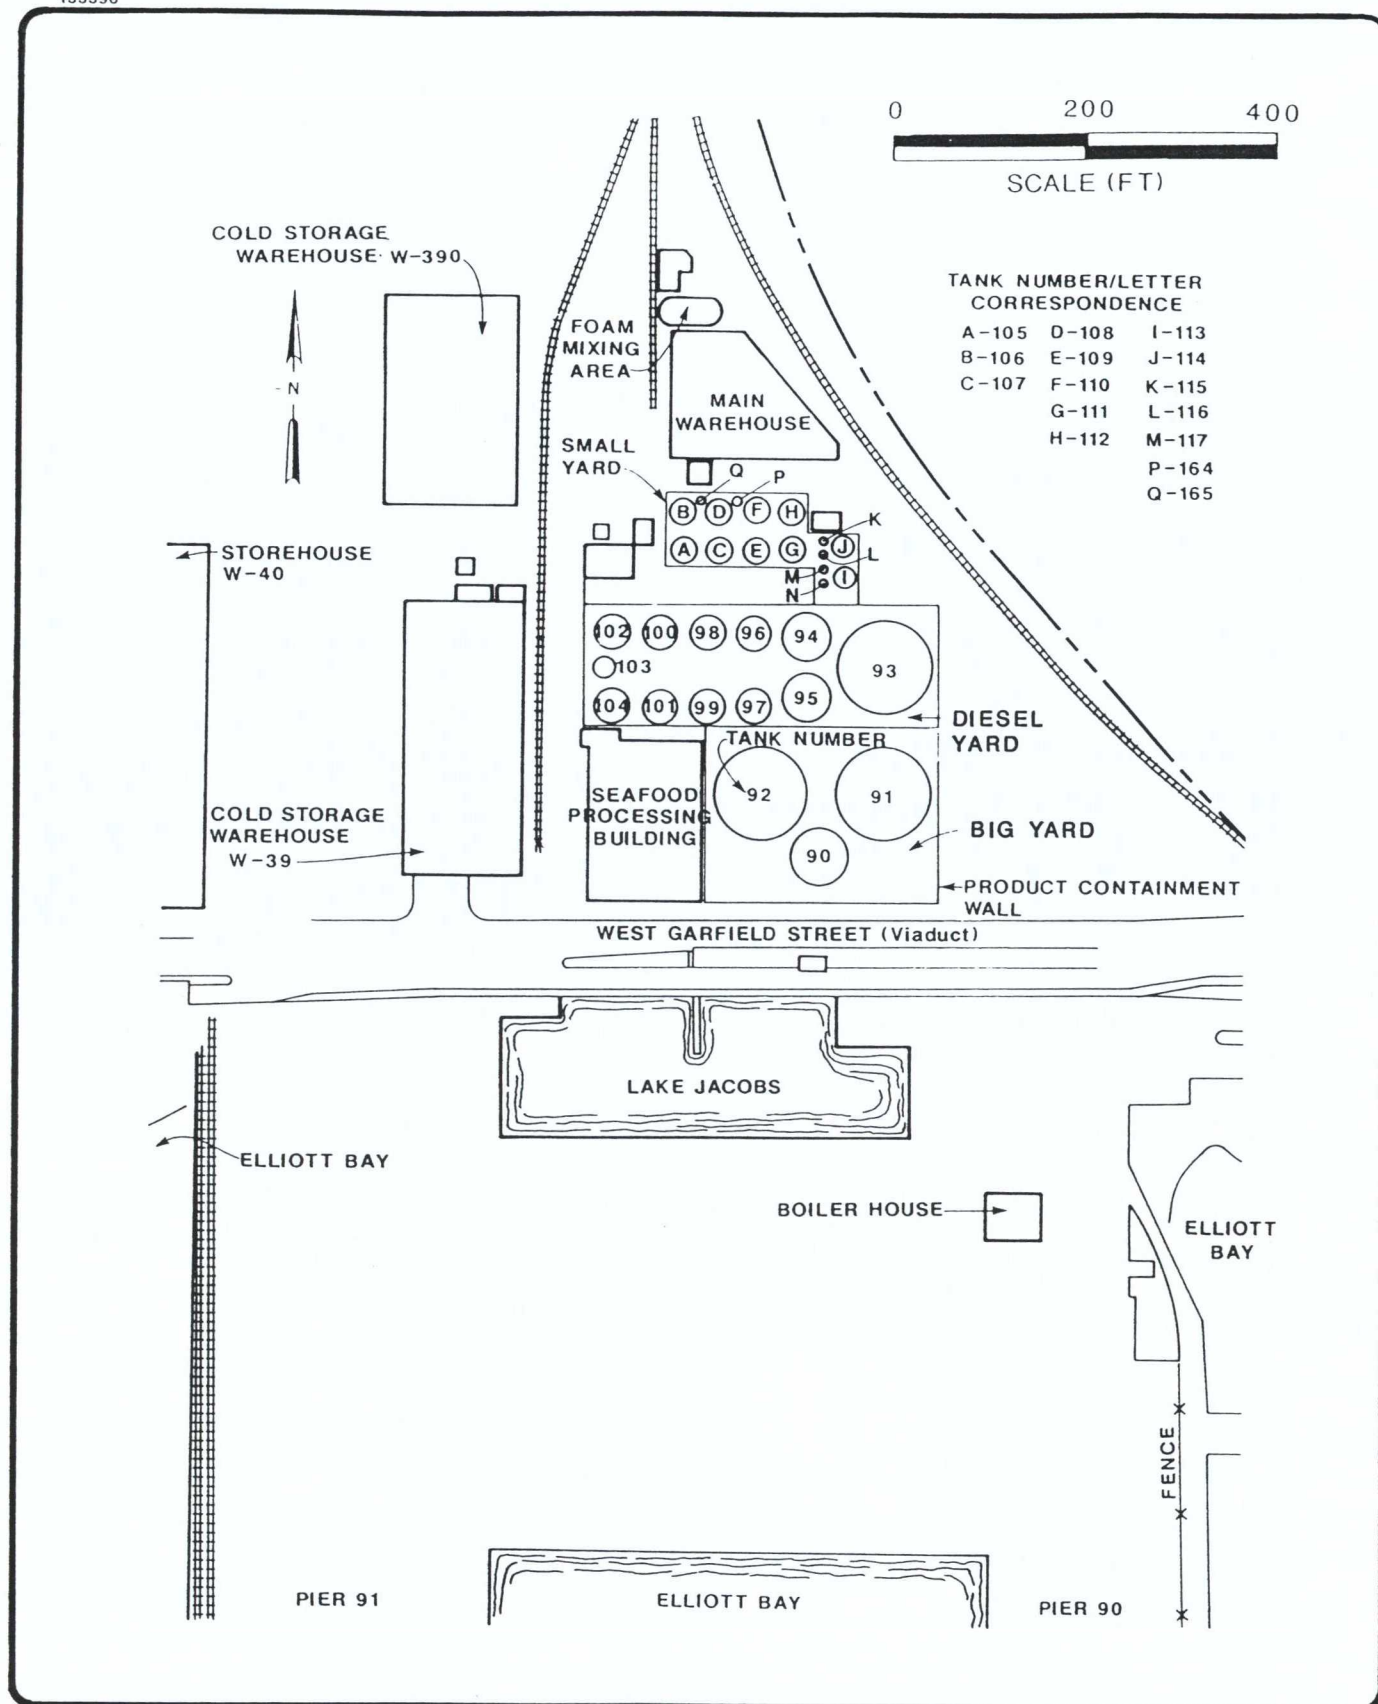 0 200 400
SCALE (FT)
COLD STORAGE
WAREHOUSE W-390
TANK NUMBER/LETTER
CORRESPONDENCE
A-105 D-108 I-113
B-106 E-109 J-114
C-107 F-110 K-115
G-111 L-116
H-112 M-117
P-164
Q-165
N
FOAM
MIXING
AREA
MAIN
WAREHOUSE
SMALL
YARD
Q P
B D F H
K
A C E G J
L
M
I
N
STOREHOUSE
W-40
102 100 98 96 94
103
93
104 101 99 97 95
DIESEL
YARD
TANK NUMBER
92 91
90
SEAFOOD
PROCESSING
BUILDING
BIG YARD
COLD STORAGE
WAREHOUSE
W-39
PRODUCT CONTAINMENT
WALL
WEST GARFIELD STREET (Viaduct)
LAKE JACOBS
ELLIOTT BAY
BOILER HOUSE
ELLIOTT
BAY
FENCE
PIER 91
ELLIOTT BAY
PIER 90